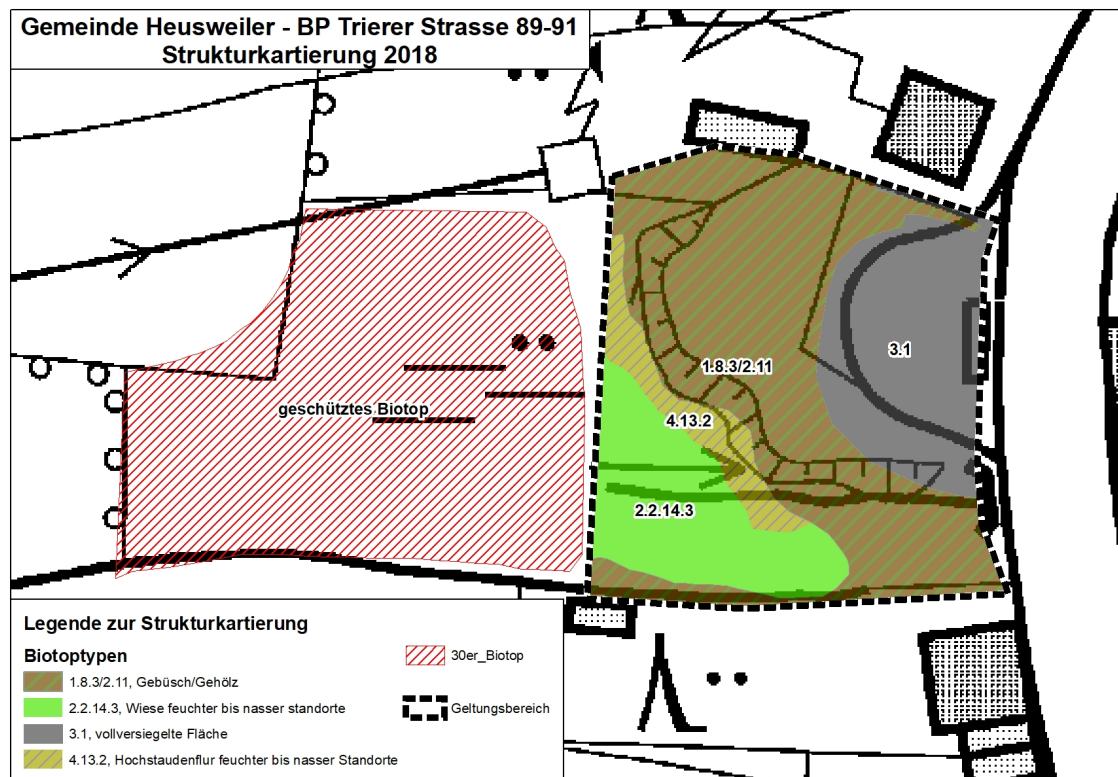 Gemeinde Heusweiler - BP Trierer Strasse 89-91
Strukturkartierung 2018
3.1
1.8.3/2.11
geschütztes Biotop
4.13.2
2.2.14.3
Legende zur Strukturkartierung
Biotoptypen
1.8.3/2.11, Gebüsch/Gehölz
2.2.14.3, Wiese feuchter bis nasser standorte
3.1, vollversiegelte Fläche
4.13.2, Hochstaudenflur feuchter bis nasser Standorte
30er_Biotop
Geltungsbereich